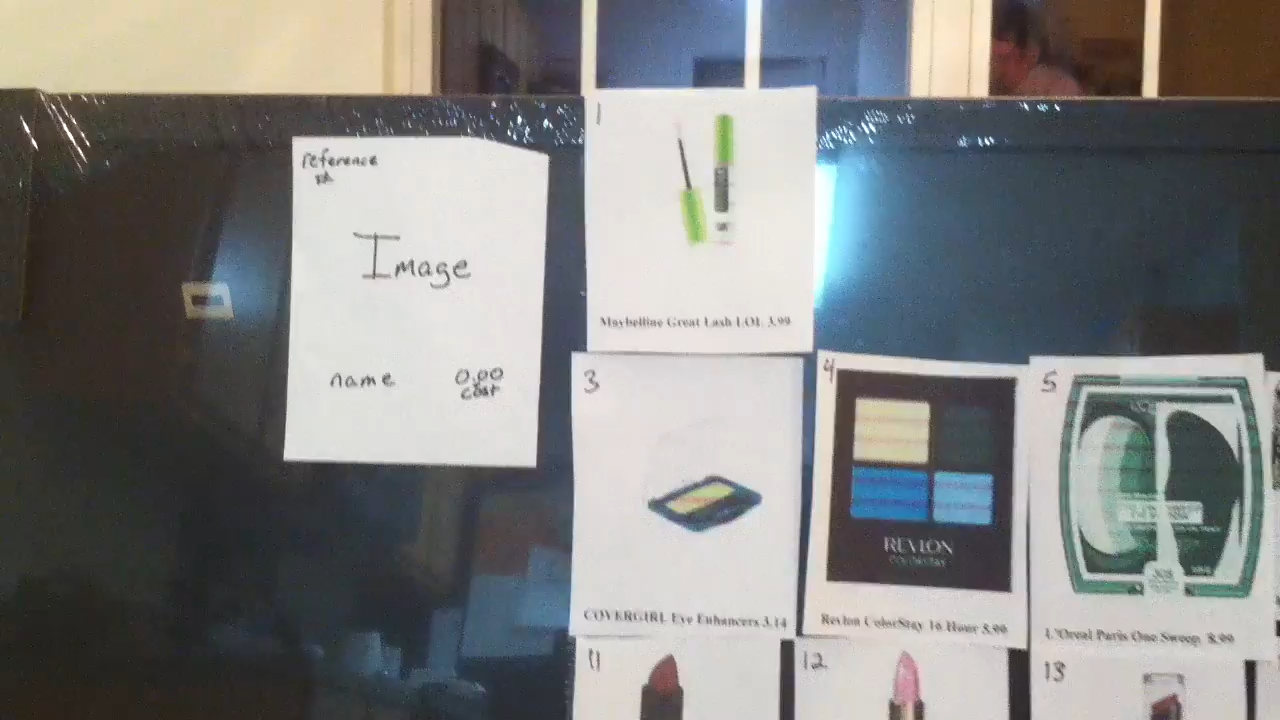 reference
Image
name
0.00
cost
1
Maybelline Great Lash LOL 3.99
3
COVERGIRL Eye Enhancers 3.14
4
REVLON
COLORSTAY
Revlon ColorStay 16 Hour 5.99
5
L'Oreal Paris One Sweep 8.99
11
12
13